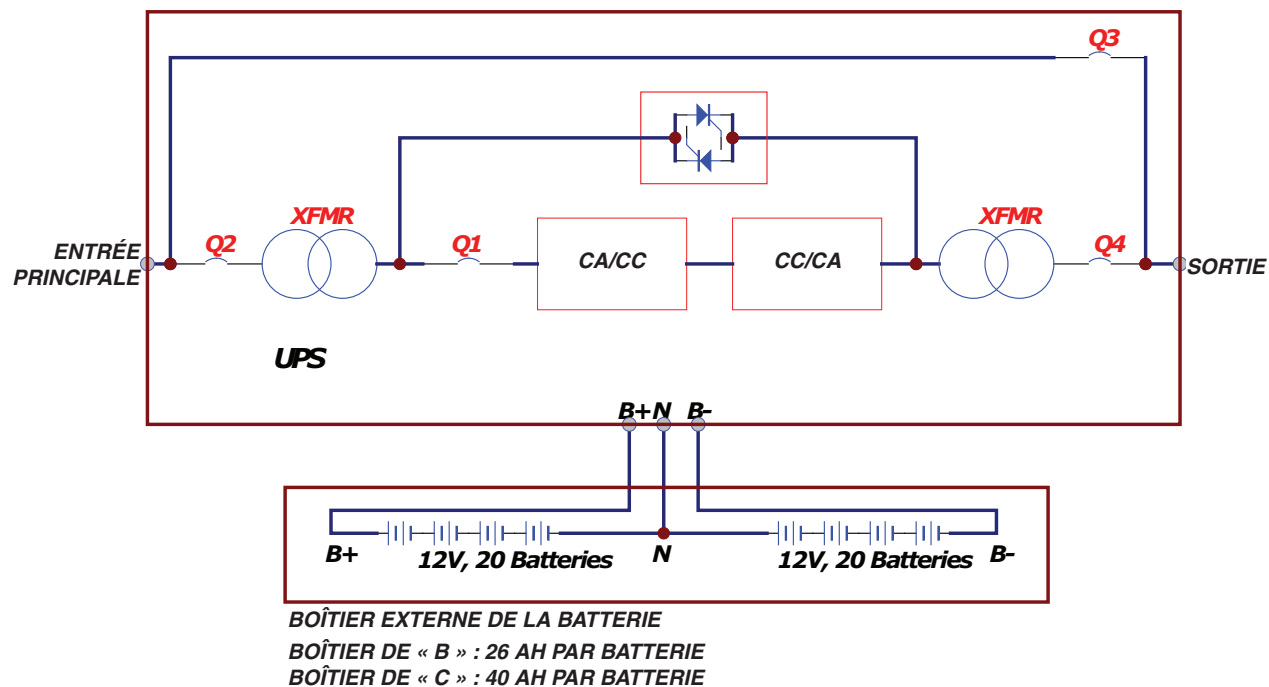 Q3
XFMR
XFMR
ENTRÉE
PRINCIPALE
Q2
Q1
CA/CC
CC/CA
Q4
SORTIE
UPS
B+ N B-
B+
12V, 20 Batteries
N
12V, 20 Batteries
B-
BOÎTIER EXTERNE DE LA BATTERIE
BOÎTIER DE « B » : 26 AH PAR BATTERIE
BOÎTIER DE « C » : 40 AH PAR BATTERIE